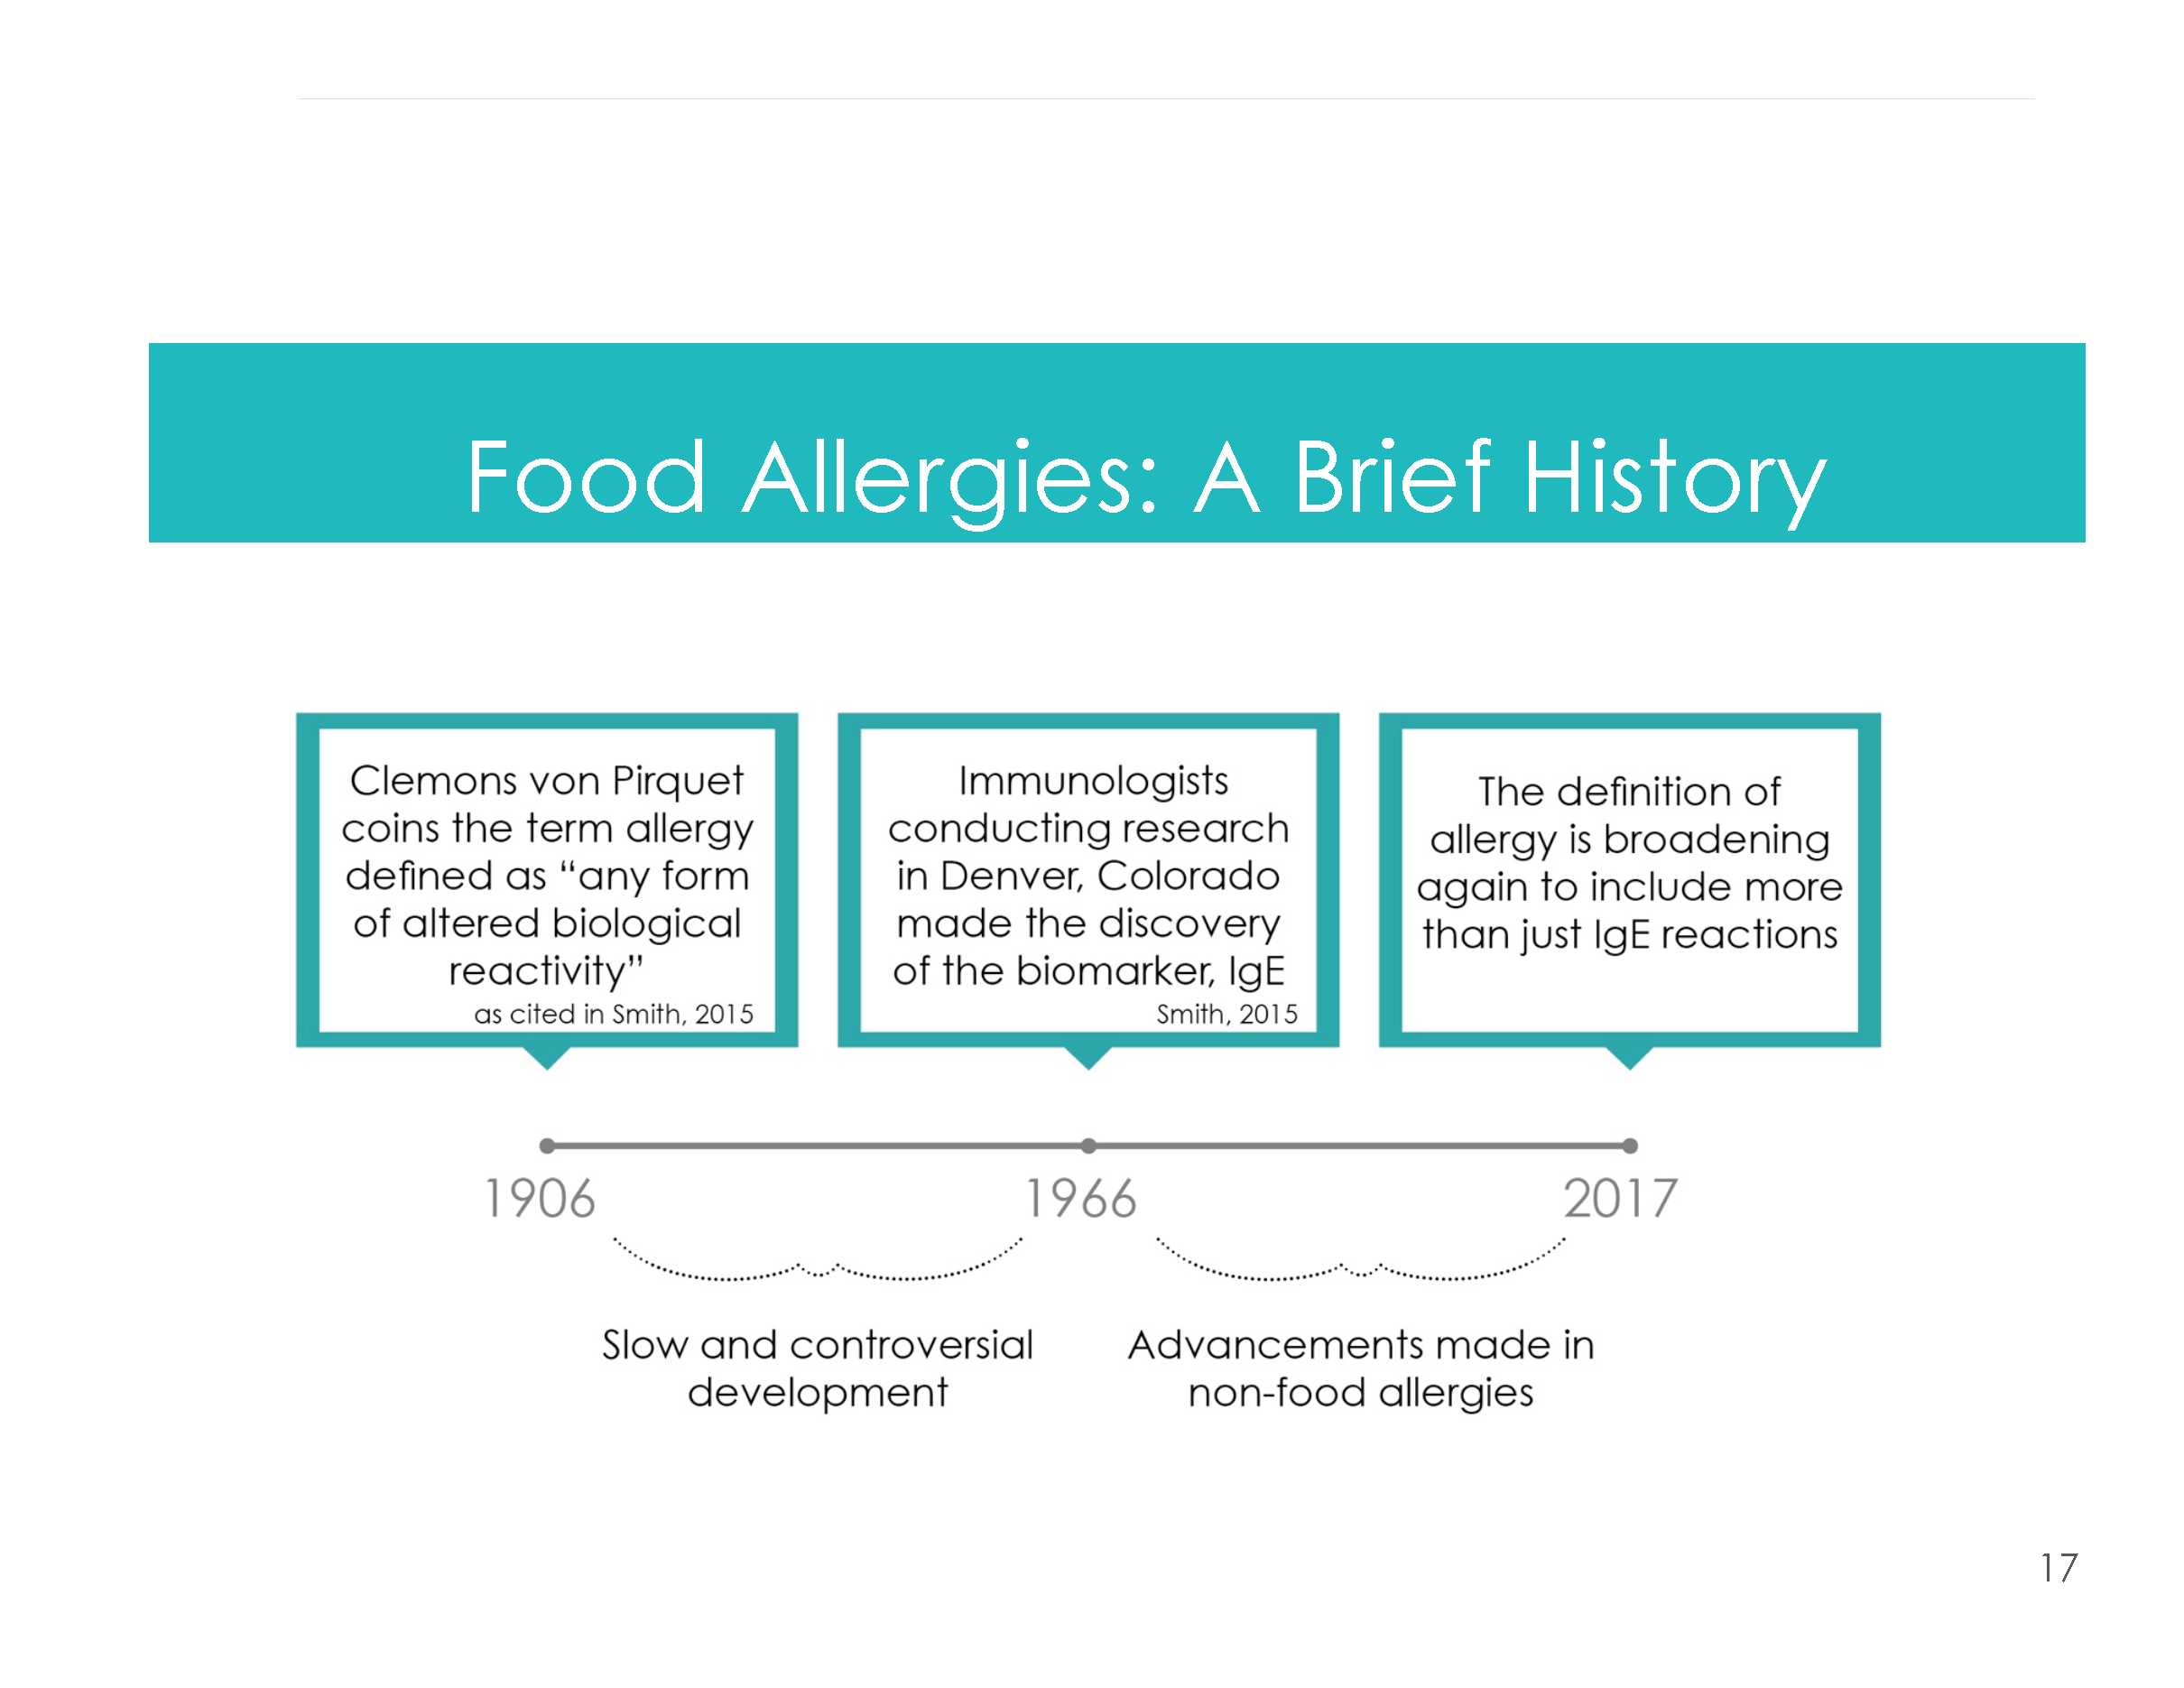 Food Allergies: A Brief History
Clemons von Pirquet
coins the term allergy
defined as “any form
of altered biological
reactivity”
as cited in Smith, 2015
Immunologists
conducting research
in Denver, Colorado
made the discovery
of the biomarker, IgE
Smith, 2015
The definition of
allergy is broadening
again to include more
than just IgE reactions
1906
1966
2017
Slow and controversial
development
Advancements made in
non-food allergies
17